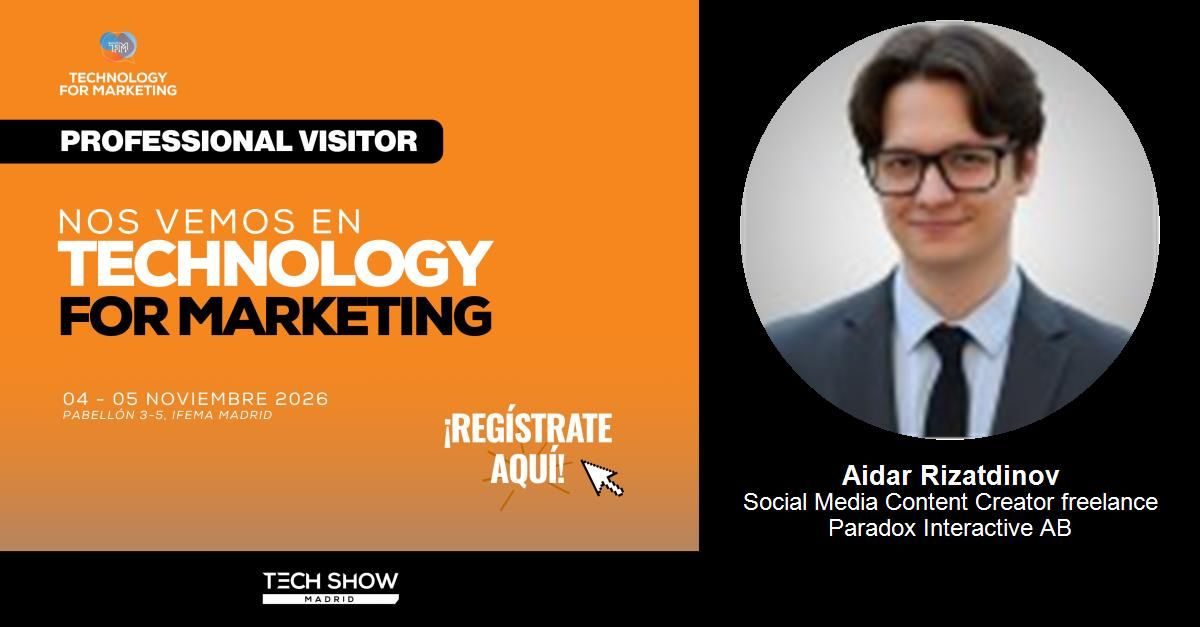 TFM
TECHNOLOGY
FOR MARKETING
PROFESSIONAL VISITOR
NOS VEMOS EN
TECHNOLOGY
FOR MARKETING
04 - 05 NOVIEMBRE 2026
PABELLÓN 3-5, IFEMA MADRID
¡REGÍSTRATE
AQUÍ!
TECH SHOW
MADRID
Aidar Rizatdinov
Social Media Content Creator freelance
Paradox Interactive AB